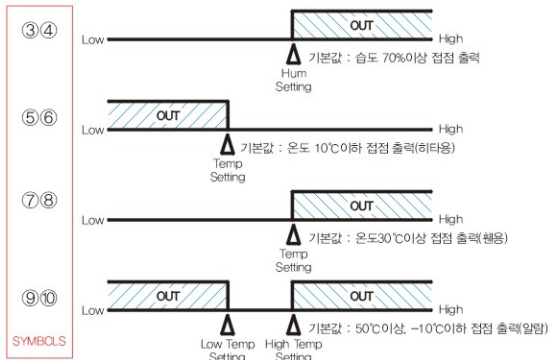 ③④
OUT
Low
High
기본값 : 습도 70%이상 접점 출력
Hum
Setting
⑤⑥
OUT
Low
High
기본값 : 온도 10℃이하 접점 출력(히타용)
Temp
Setting
⑦⑧
OUT
Low
High
기본값 : 온도30℃이상 접점 출력(휀용)
Temp
Setting
⑨⑩
OUT
OUT
Low
High
기본값 : 50℃이상, -10℃이하 접점 출력(알람)
Low Temp
Setting
High Temp
Setting
SYMBOLS